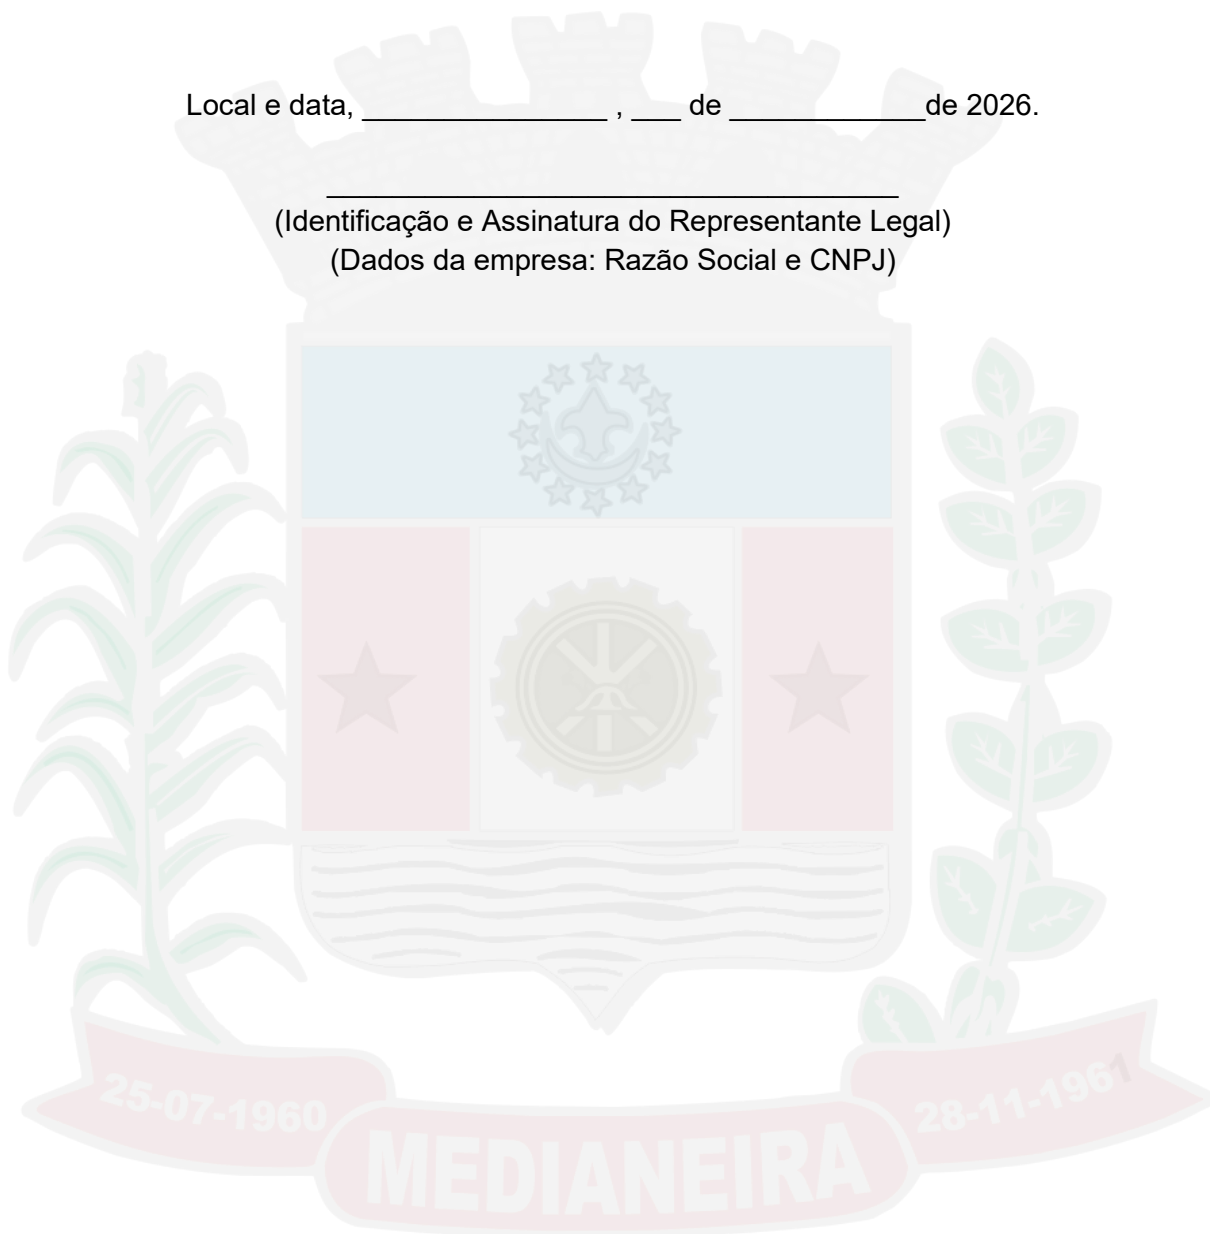 Local e data, _______________ , ___ de ____________de 2026.
___________________________________
(Identificação e Assinatura do Representante Legal)
(Dados da empresa: Razão Social e CNPJ)
25-07-1960
28-11-1961
MEDIANEIRA